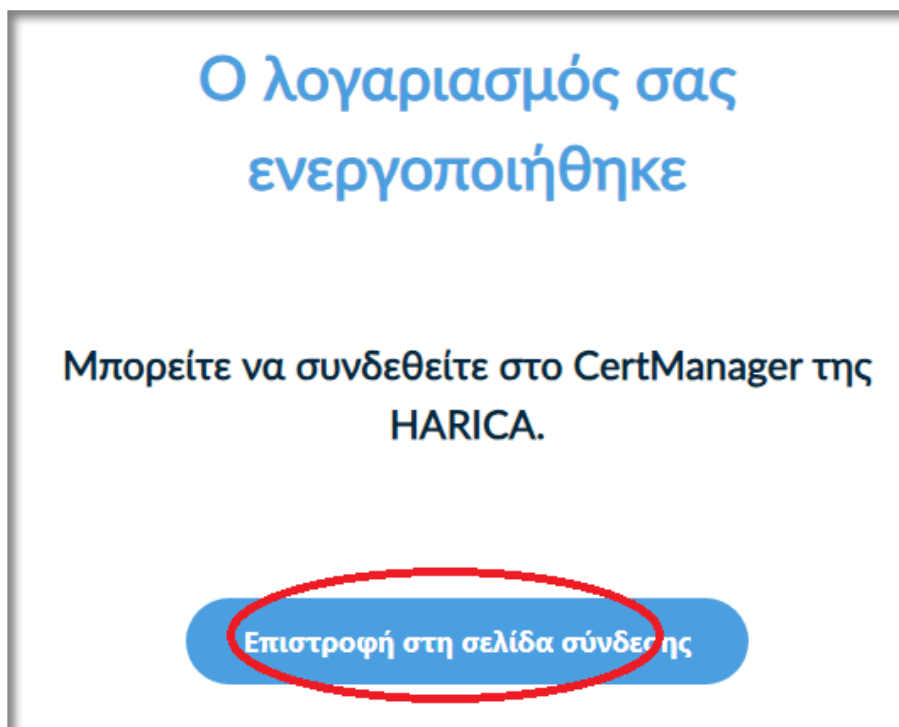 Ο λογαριασμός σας
ενεργοποιήθηκε
Μπορείτε να συνδεθείτε στο CertManager της
HARICA.
Επιστροφή στη σελίδα σύνδεσης